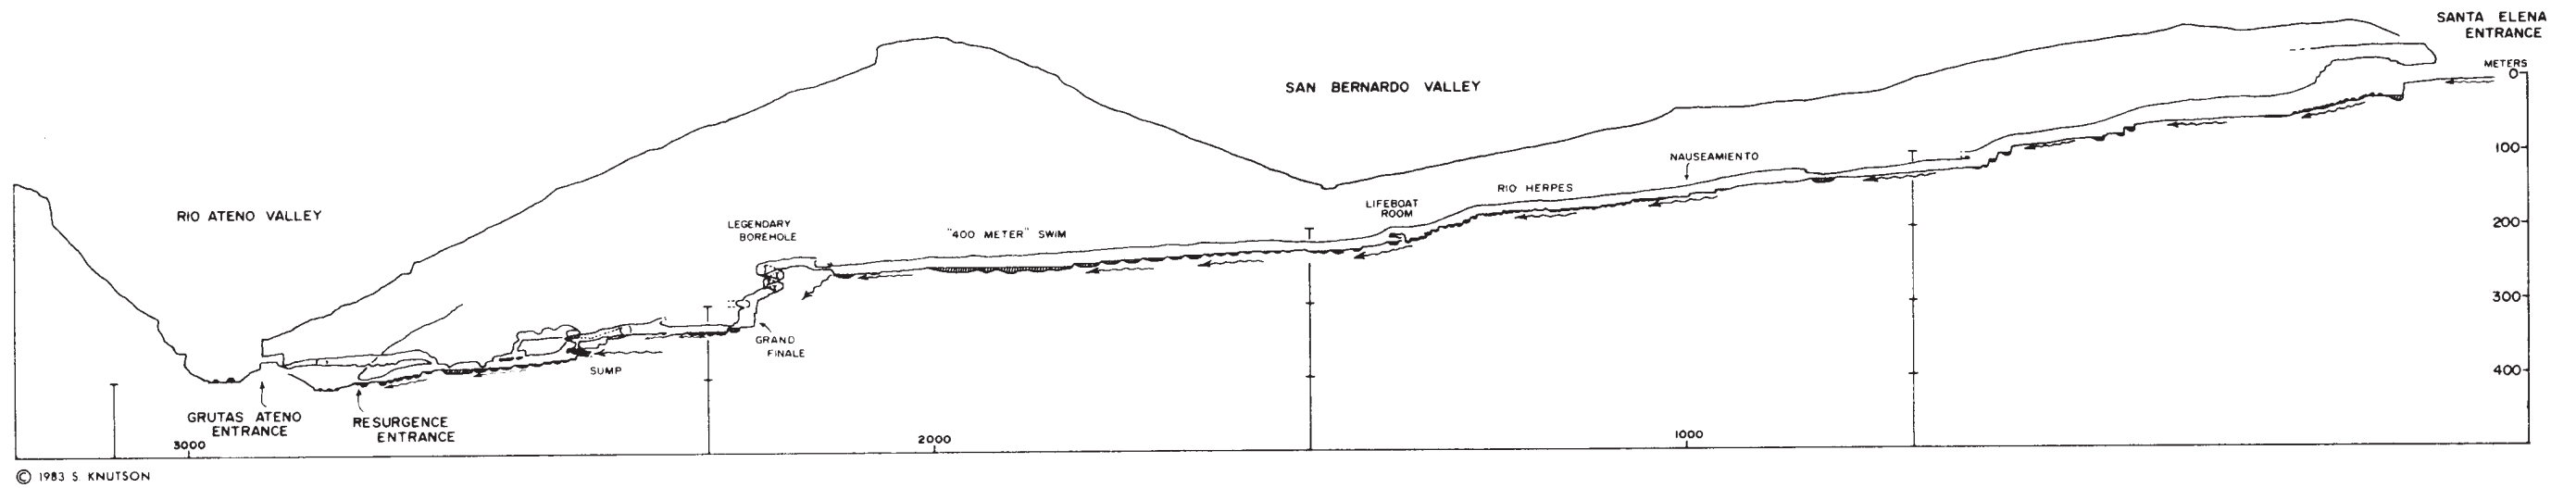 SANTA ELENA
ENTRANCE
METERS
0
SAN BERNARDO VALLEY
100
NAUSEAMIENTO
RIO HERPES
LIFEBOAT
ROOM
RIO ATENO VALLEY
200
LEGENDARY
BOREHOLE
"400 METER" SWIM
300
GRAND
FINALE
SUMP
400
GRUTAS ATENO
ENTRANCE
RESURGENCE
ENTRANCE
3000
2000
1000
© 1983 S. KNUTSON